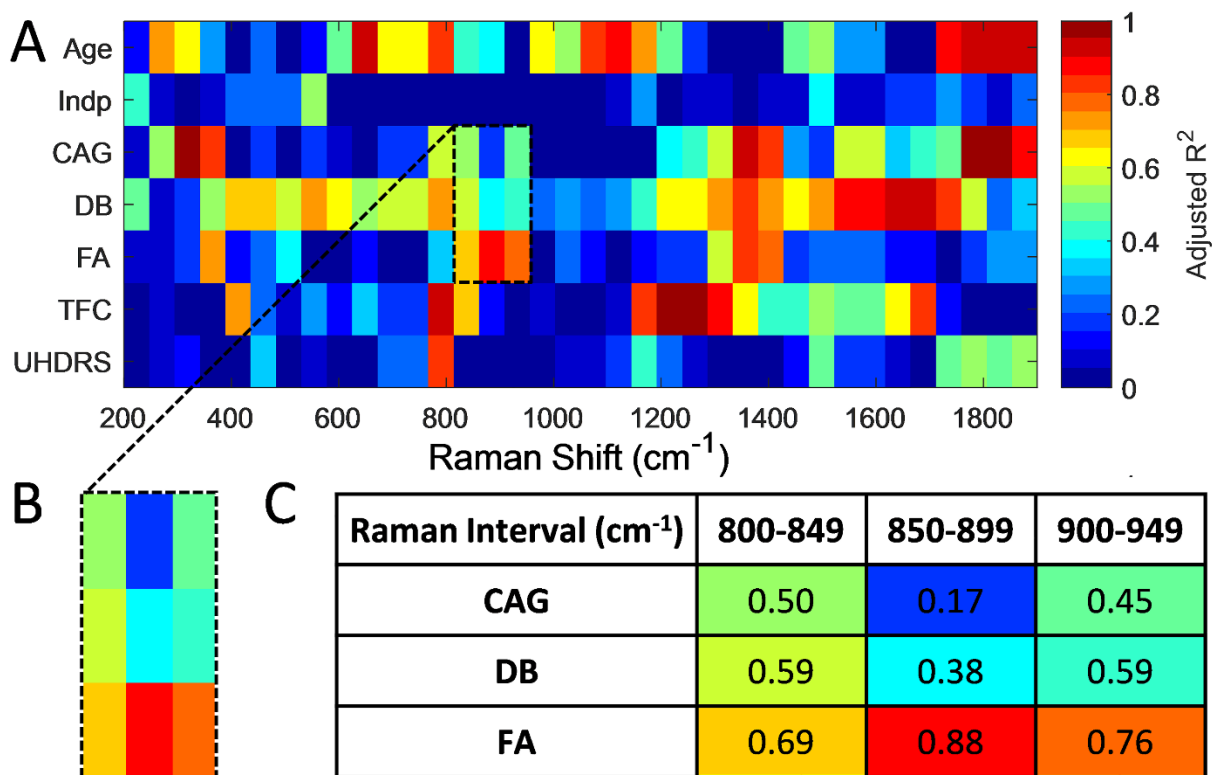 A
Age
Indp
CAG
DB
FA
TFC
UHDRS
200 400 600 800 1000 1200 1400 1600 1800
Raman Shift (cm⁻¹)
1
0.8
0.6
0.4
0.2
0
Adjusted R²
B
C
Raman Interval (cm⁻¹) 800-849 850-899 900-949
CAG 0.50 0.17 0.45
DB 0.59 0.38 0.59
FA 0.69 0.88 0.76